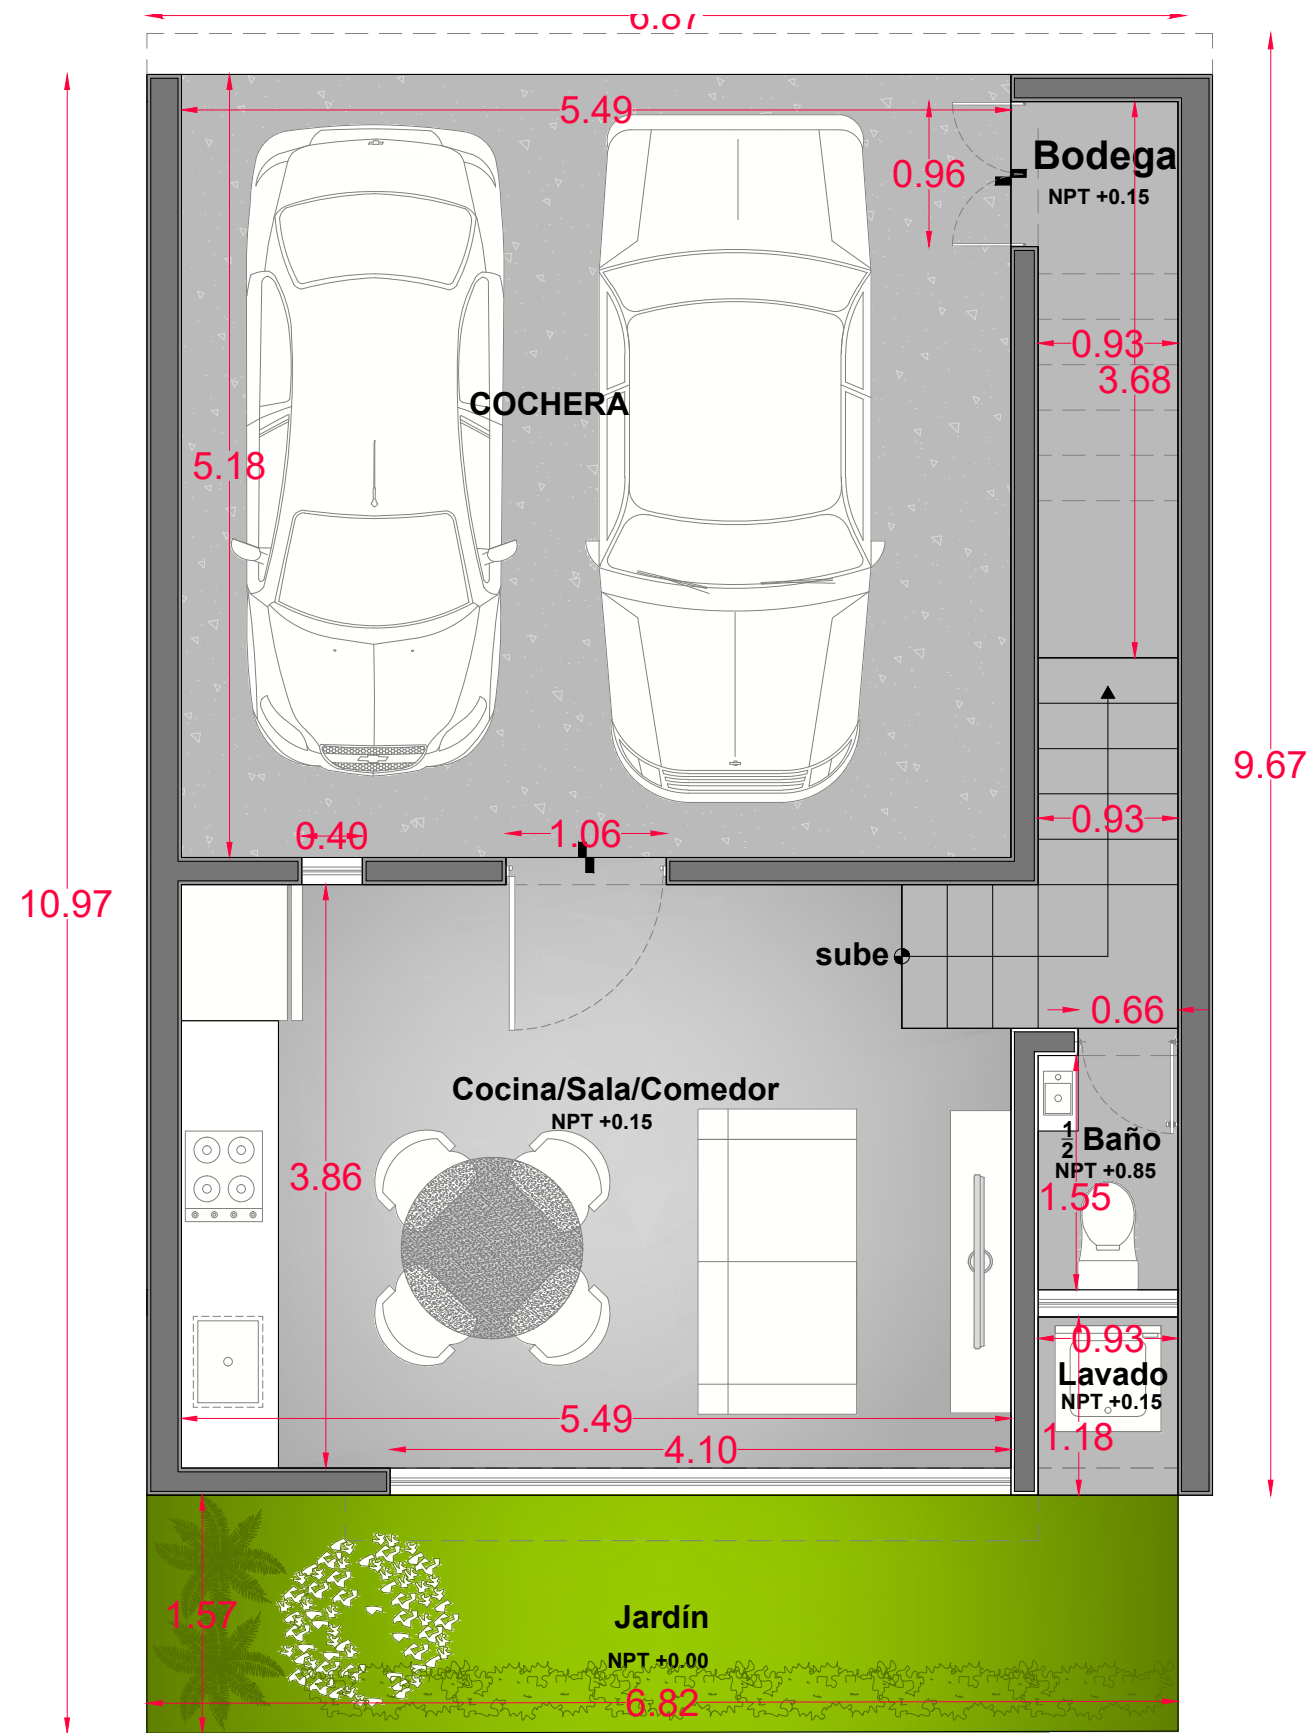 6.87
5.49
0.96
Bodega
NPT +0.15
0.93
3.68
COCHERA
5.18
9.67
0.93
0.40
1.06
10.97
sube
0.66
Cocina/Sala/Comedor
NPT +0.15
½ Baño
NPT +0.85
3.86
1.55
0.93
Lavado
NPT +0.15
5.49
1.18
4.10
1.57
Jardín
NPT +0.00
6.82